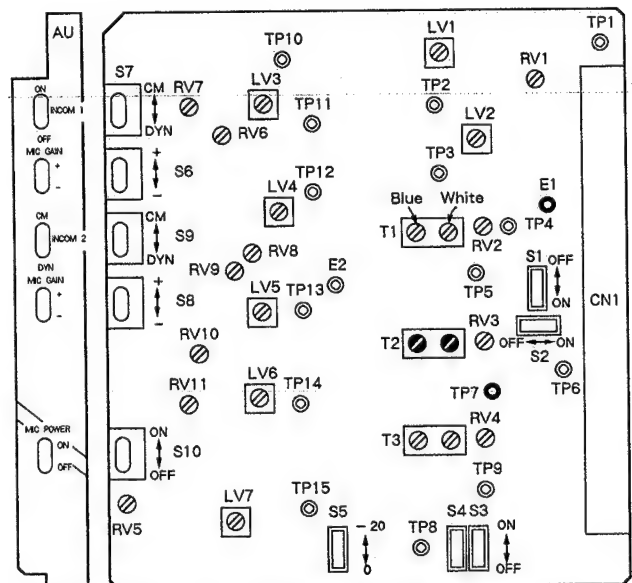 AU
ON
INCOM 1
OFF
MIC GAIN
+
-
CM
INCOM 2
DYN
MIC GAIN
+
-
MIC POWER
ON
OFF
S7
CM
DYN
+
S6
-
CM
S9
DYN
+
S8
-
ON
S10
OFF
TP10
LV1
TP1
RV7
LV3
TP2
RV1
TP11
RV6
LV2
TP12
TP3
LV4
Blue
White
E1
T1
RV2
TP4
RV8
RV9
E2
TP5
S1
OFF
ON
CN1
LV5
TP13
RV10
T2
RV3
OFF
ON
S2
LV6
TP6
RV11
TP14
TP7
RV4
T3
TP9
RV5
LV7
TP15
S5
-20
0
TP8
S4
S3
ON
OFF